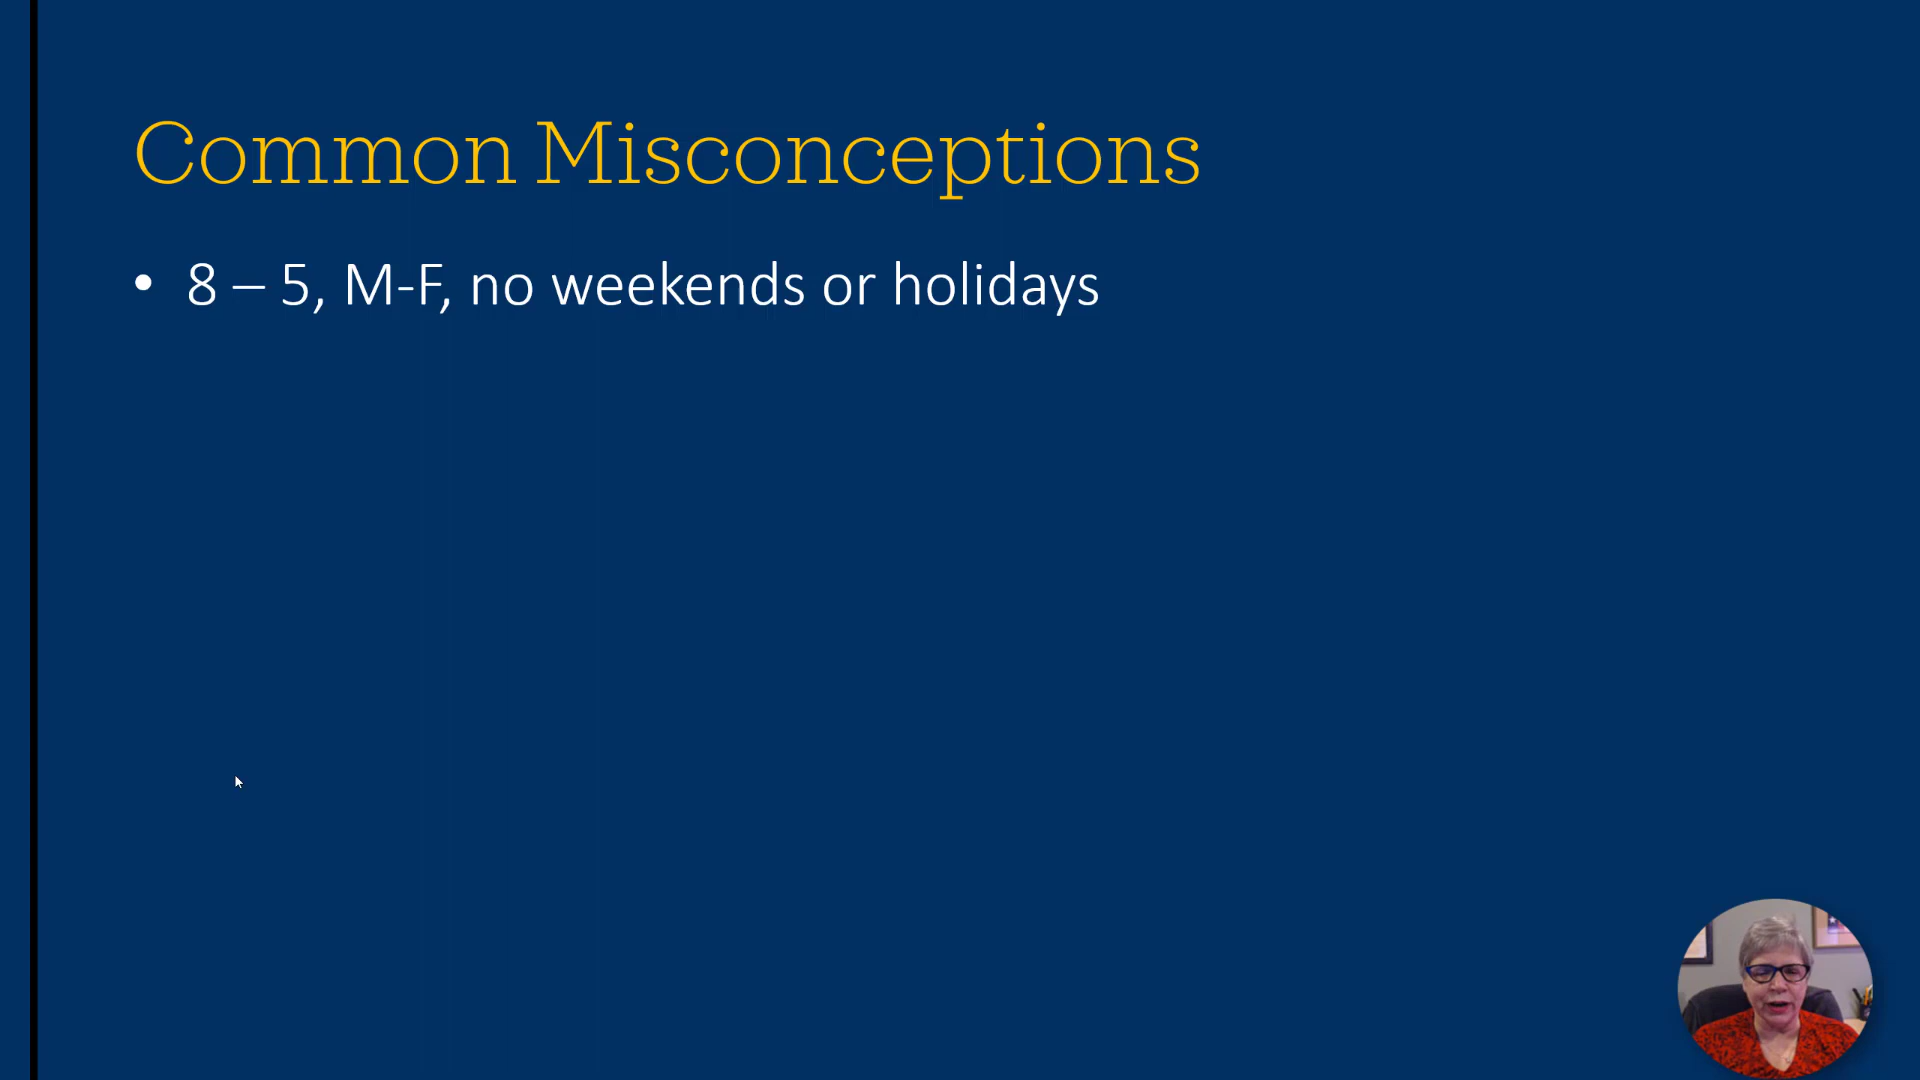 Common Misconceptions
• 8 – 5, M-F, no weekends or holidays